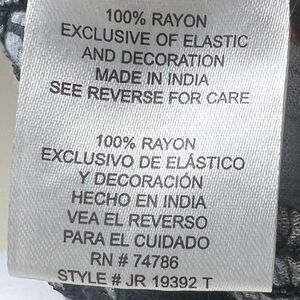 100% RAYON
EXCLUSIVE OF ELASTIC
AND DECORATION
MADE IN INDIA
SEE REVERSE FOR CARE
100% RAYON
EXCLUSIVO DE ELÁSTICO
Y DECORACIÓN
HECHO EN INDIA
VEA EL REVERSO
PARA EL CUIDADO
RN # 74786
STYLE # JR 19392 T